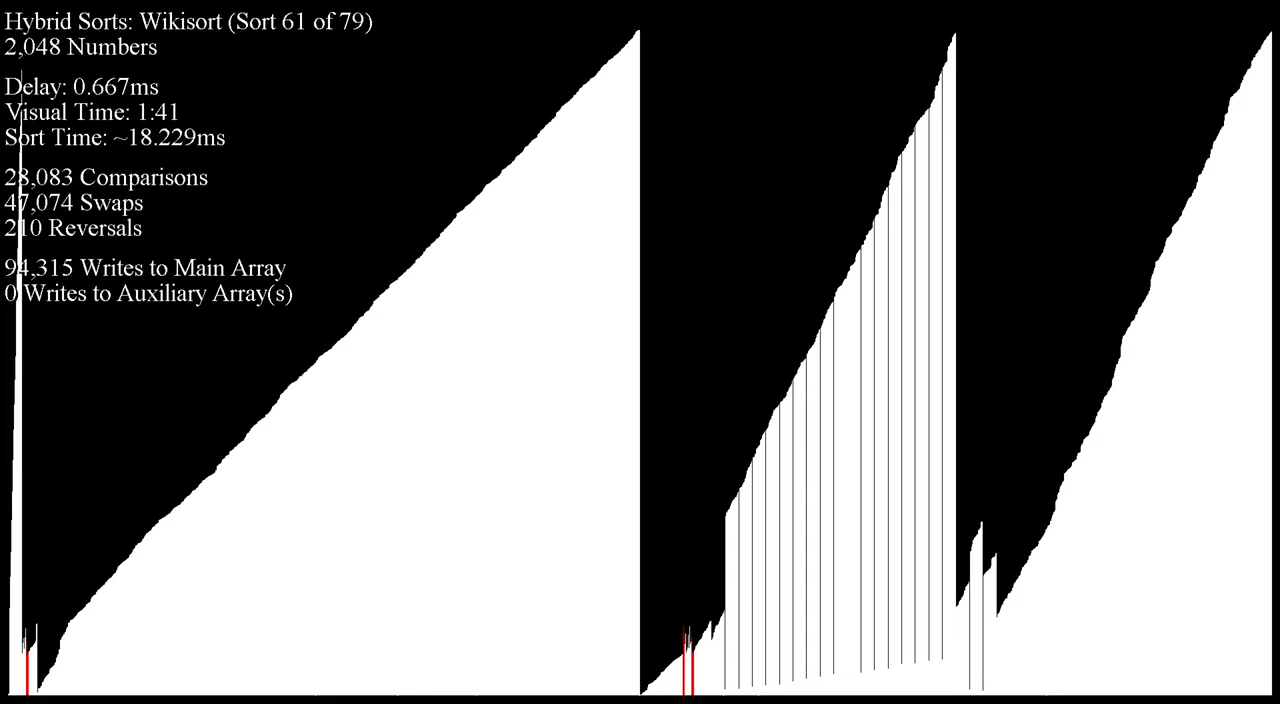 Hybrid Sorts: Wikisort (Sort 61 of 79)
2,048 Numbers
Delay: 0.667ms
Visual Time: 1:41
Sort Time: ~18.229ms
28,083 Comparisons
47,074 Swaps
210 Reversals
94,315 Writes to Main Array
0 Writes to Auxiliary Array(s)